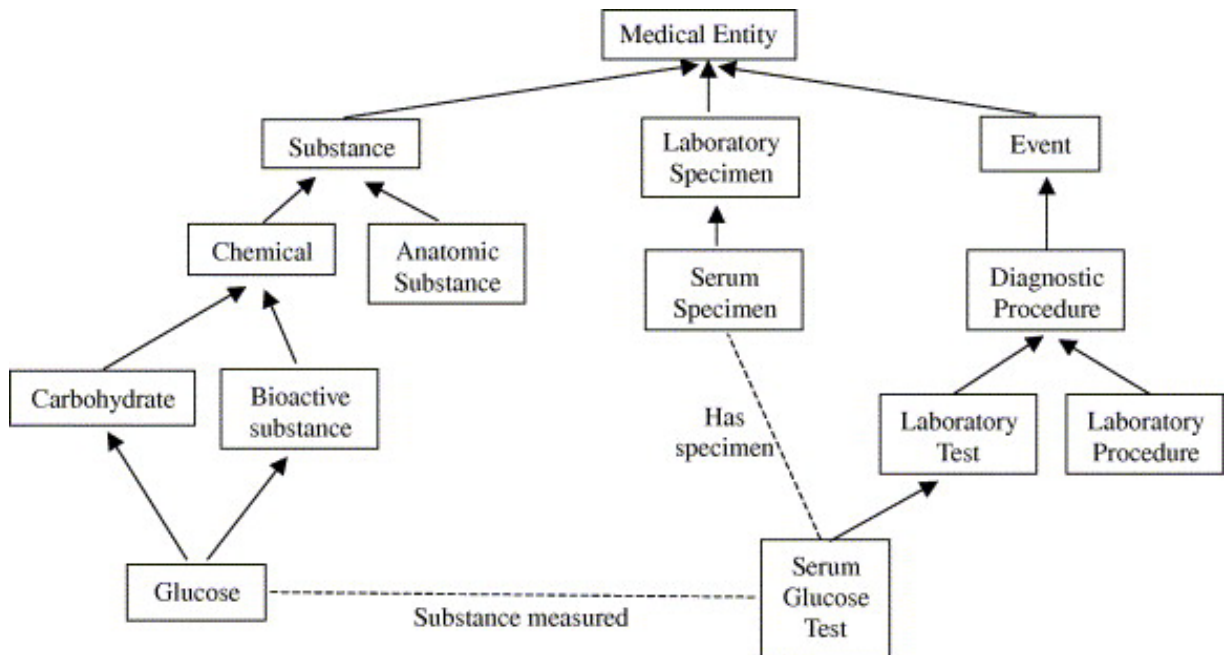 Medical Entity
Substance
Laboratory
Specimen
Event
Chemical
Anatomic
Substance
Serum
Specimen
Diagnostic
Procedure
Carbohydrate
Bioactive
substance
Has
specimen
Laboratory
Test
Laboratory
Procedure
Glucose
Substance measured
Serum
Glucose
Test